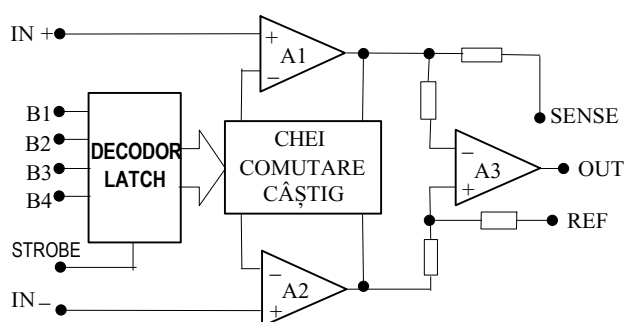 IN +
+
A1
−
B1
B2
B3
B4
DECODOR
LATCH
CHEI
COMUTARE
CÂȘTIG
SENSE
−
A3
+
OUT
REF
STROBE
−
A2
+
IN −